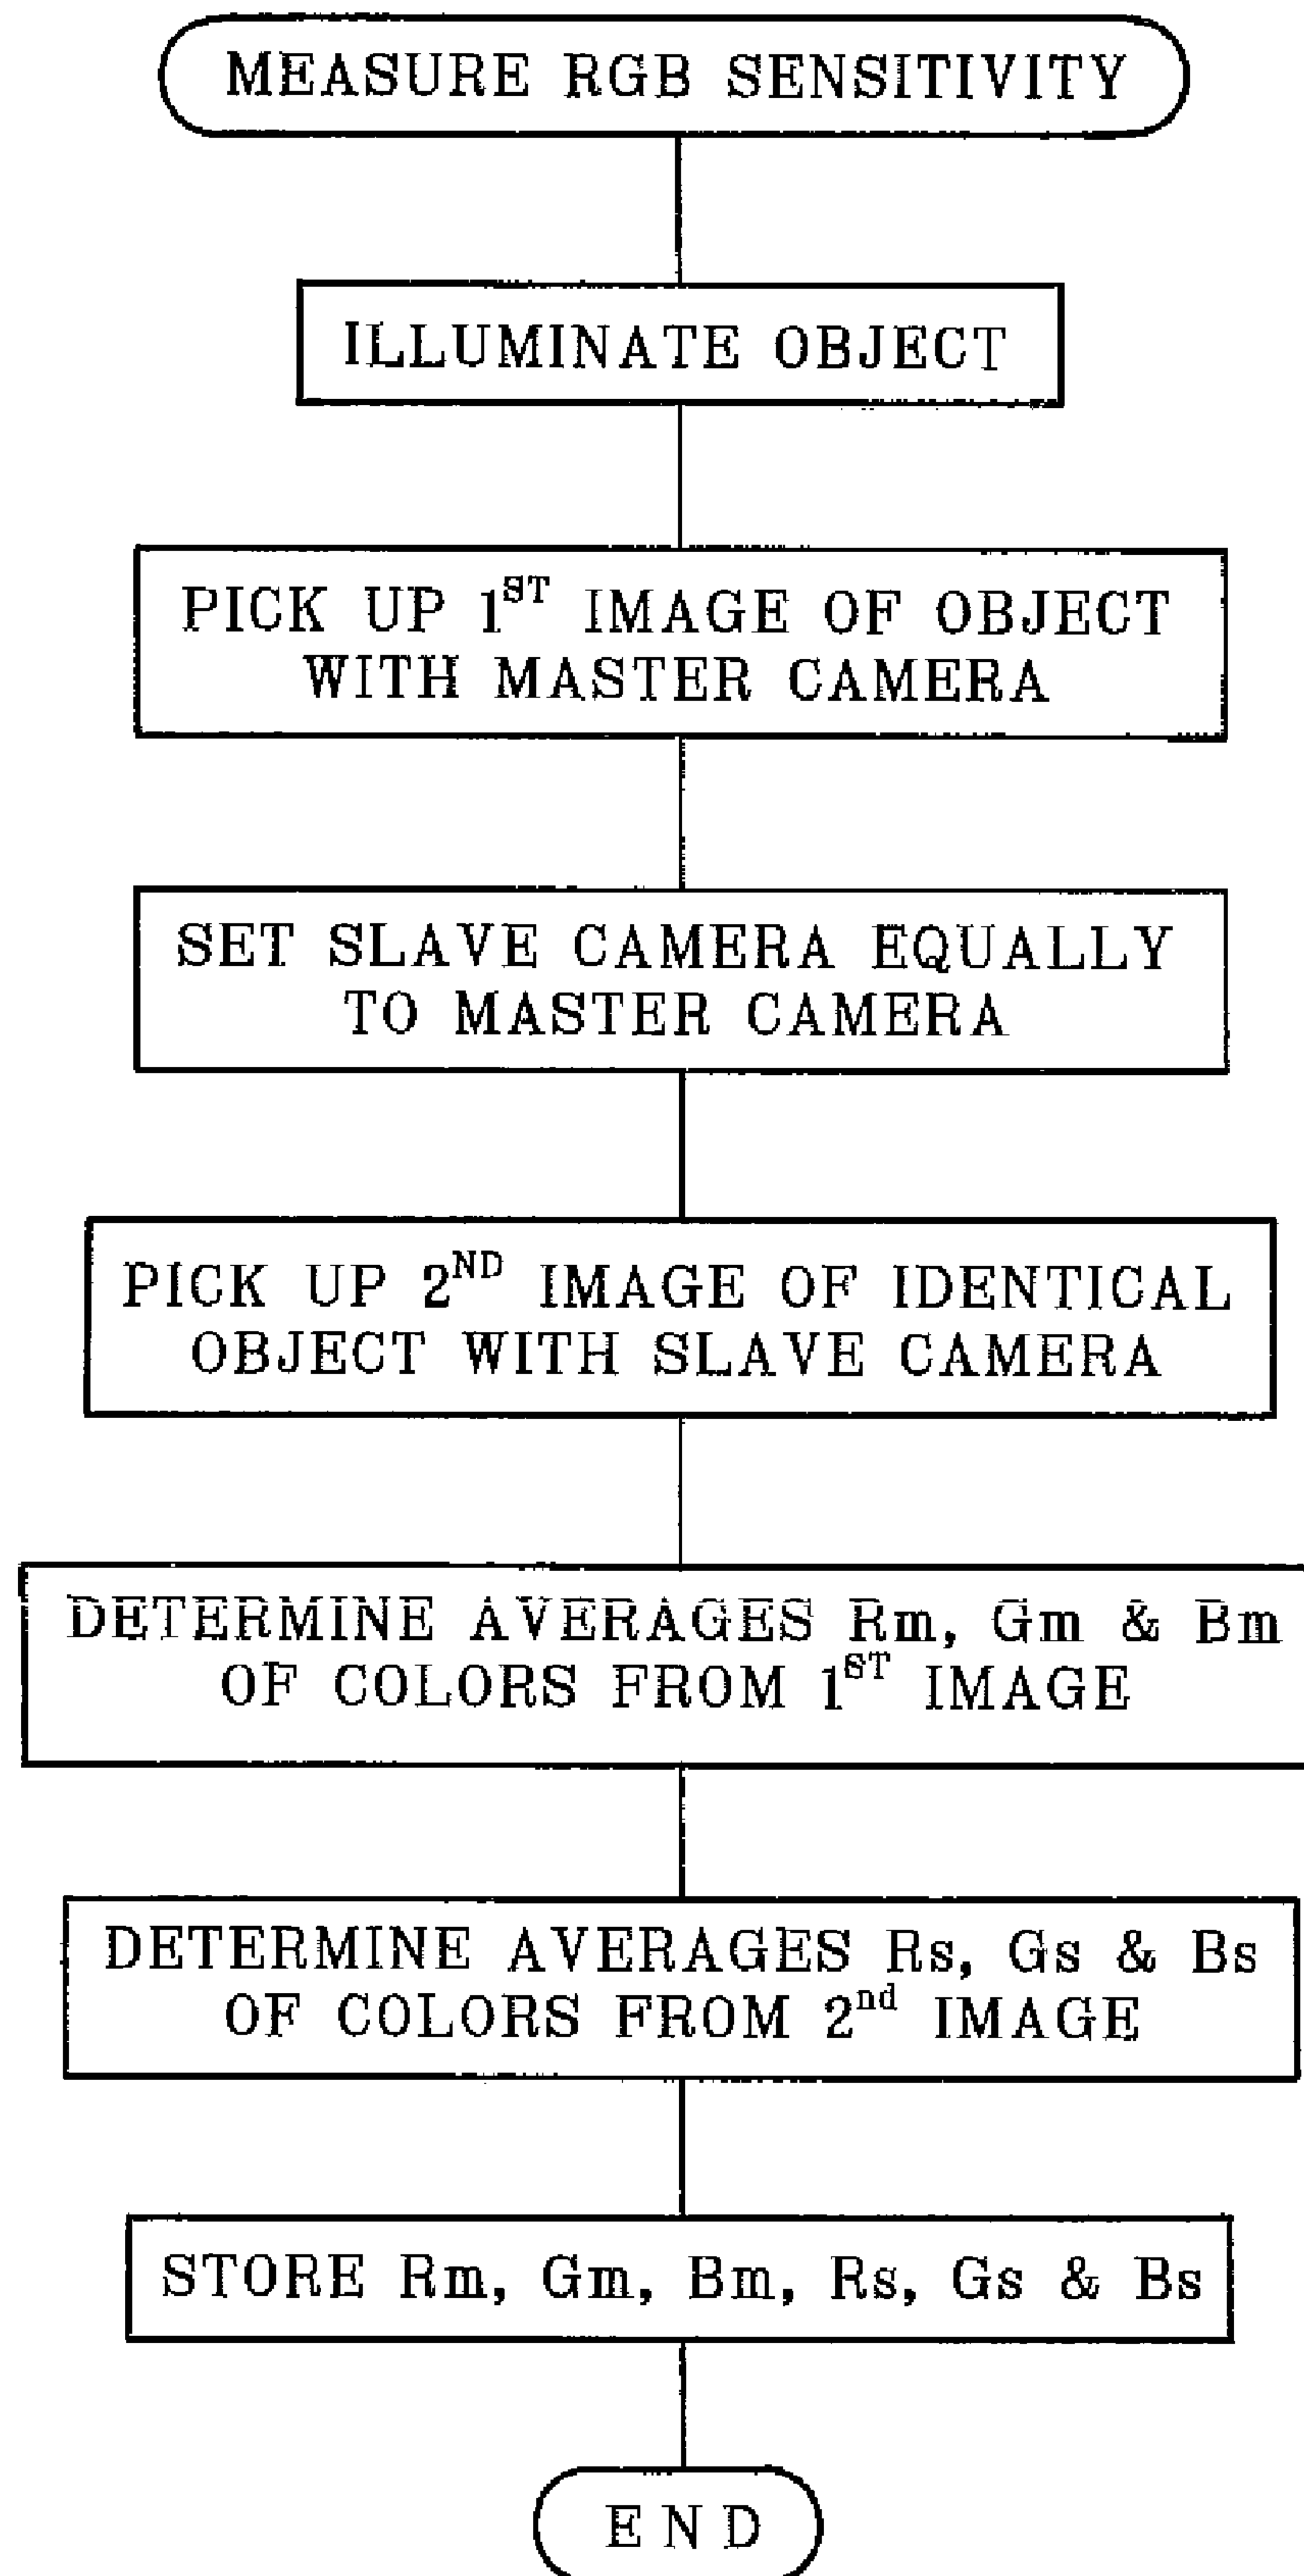 MEASURE RGB SENSITIVITY
ILLUMINATE OBJECT
PICK UP 1ST IMAGE OF OBJECT
WITH MASTER CAMERA
SET SLAVE CAMERA EQUALLY
TO MASTER CAMERA
PICK UP 2ND IMAGE OF IDENTICAL
OBJECT WITH SLAVE CAMERA
DETERMINE AVERAGES Rm, Gm & Bm
OF COLORS FROM 1ST IMAGE
DETERMINE AVERAGES Rs, Gs & Bs
OF COLORS FROM 2nd IMAGE
STORE Rm, Gm, Bm, Rs, Gs & Bs
END